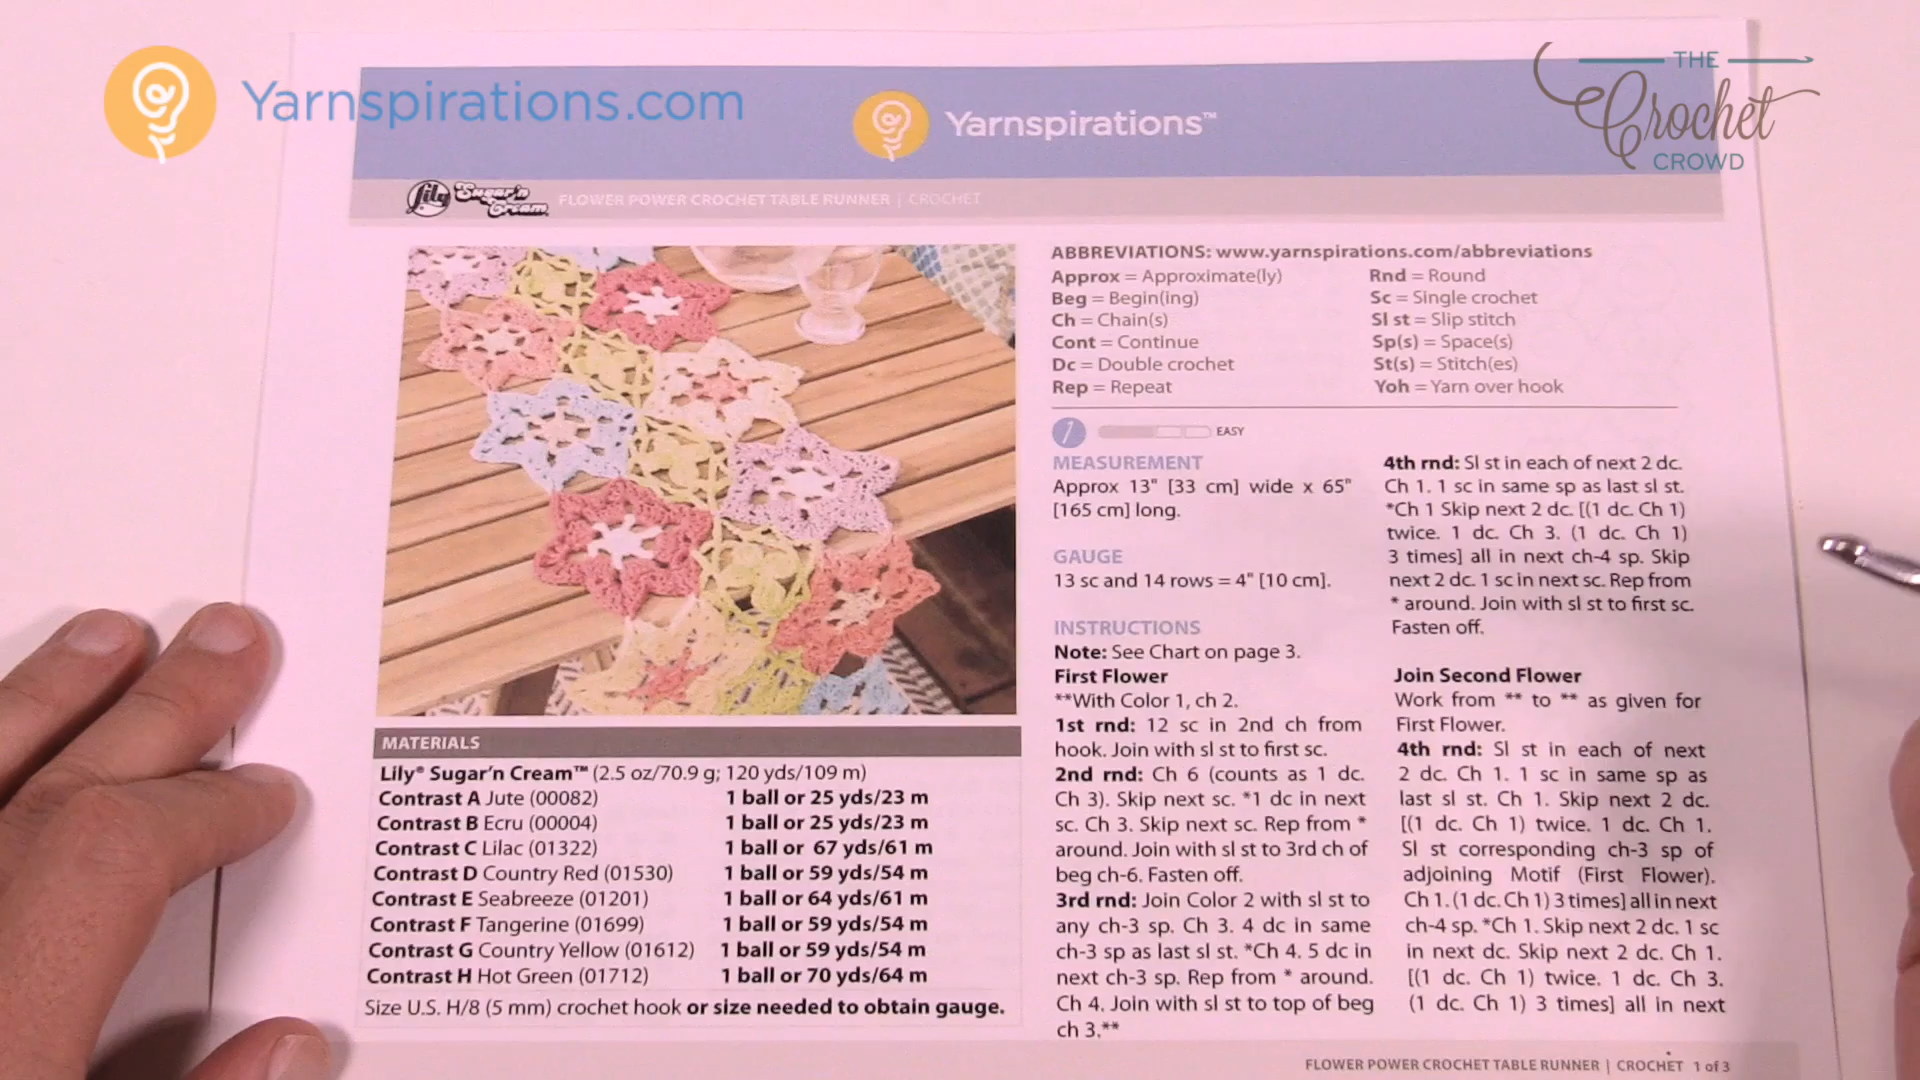 Yarnspirations.com
THE
Crochet
CROWD
Yarnspirations™
Lily Sugar'n Cream FLOWER POWER CROCHET TABLE RUNNER | CROCHET
MATERIALS
Lily® Sugar'n Cream™ (2.5 oz/70.9 g; 120 yds/109 m)
Contrast A Jute (00082) 1 ball or 25 yds/23 m
Contrast B Ecru (00004) 1 ball or 25 yds/23 m
Contrast C Lilac (01322) 1 ball or 67 yds/61 m
Contrast D Country Red (01530) 1 ball or 59 yds/54 m
Contrast E Seabreeze (01201) 1 ball or 64 yds/61 m
Contrast F Tangerine (01699) 1 ball or 59 yds/54 m
Contrast G Country Yellow (01612) 1 ball or 59 yds/54 m
Contrast H Hot Green (01712) 1 ball or 70 yds/64 m
Size U.S. H/8 (5 mm) crochet hook or size needed to obtain gauge.
ABBREVIATIONS: www.yarnspirations.com/abbreviations
Approx = Approximate(ly)
Beg = Begin(ing)
Ch = Chain(s)
Cont = Continue
Dc = Double crochet
Rep = Repeat
Rnd = Round
Sc = Single crochet
Sl st = Slip stitch
Sp(s) = Space(s)
St(s) = Stitch(es)
Yoh = Yarn over hook
EASY
MEASUREMENT
Approx 13" [33 cm] wide x 65"
[165 cm] long.
GAUGE
13 sc and 14 rows = 4" [10 cm].
INSTRUCTIONS
Note: See Chart on page 3.
First Flower
**With Color 1, ch 2.
1st rnd: 12 sc in 2nd ch from
hook. Join with sl st to first sc.
2nd rnd: Ch 6 (counts as 1 dc.
Ch 3). Skip next sc. *1 dc in next
sc. Ch 3. Skip next sc. Rep from *
around. Join with sl st to 3rd ch of
beg ch-6. Fasten off.
3rd rnd: Join Color 2 with sl st to
any ch-3 sp. Ch 3. 4 dc in same
ch-3 sp as last sl st. *Ch 4. 5 dc in
next ch-3 sp. Rep from * around.
Ch 4. Join with sl st to top of beg
ch 3.**
4th rnd: Sl st in each of next 2 dc.
Ch 1. 1 sc in same sp as last sl st.
*Ch 1 Skip next 2 dc. [(1 dc. Ch 1)
twice. 1 dc. Ch 3. (1 dc. Ch 1)
3 times] all in next ch-4 sp. Skip
next 2 dc. 1 sc in next sc. Rep from
* around. Join with sl st to first sc.
Fasten off.
Join Second Flower
Work from ** to ** as given for
First Flower.
4th rnd: Sl st in each of next
2 dc. Ch 1. 1 sc in same sp as
last sl st. Ch 1. Skip next 2 dc.
[(1 dc. Ch 1) twice. 1 dc. Ch 1.
Sl st corresponding ch-3 sp of
adjoining Motif (First Flower).
Ch 1. (1 dc. Ch 1) 3 times] all in next
ch-4 sp. *Ch 1. Skip next 2 dc. 1 sc
in next dc. Skip next 2 dc. Ch 1.
[(1 dc. Ch 1) twice. 1 dc. Ch 3.
(1 dc. Ch 1) 3 times] all in next
FLOWER POWER CROCHET TABLE RUNNER | CROCHET 1 of 3